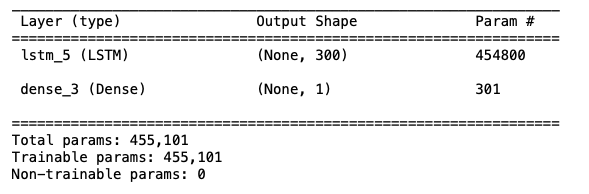 Layer (type) Output Shape Param #
=================================================================
lstm_5 (LSTM) (None, 300) 454800
dense_3 (Dense) (None, 1) 301
=================================================================
Total params: 455,101
Trainable params: 455,101
Non-trainable params: 0